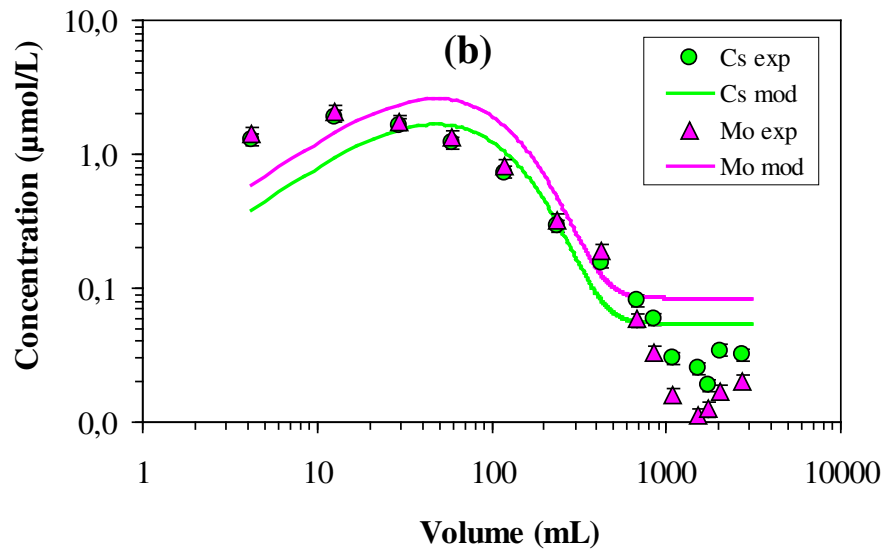 10,0
(b)
Cs exp
Cs mod
Mo exp
Mo mod
1,0
0,1
0,0
Concentration (µmol/L)
1 10 100 1000 10000
Volume (mL)